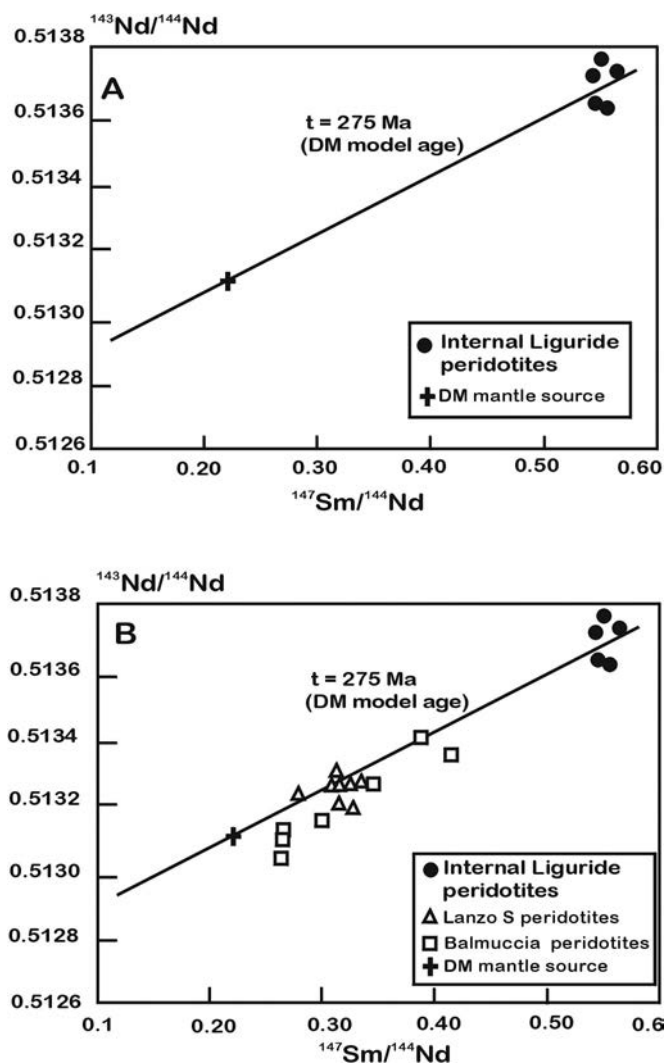 ¹⁴³Nd/¹⁴⁴Nd
0.5138
A
0.5136
t = 275 Ma
(DM model age)
0.5134
0.5132
0.5130
Internal Liguride
peridotites
0.5128
DM mantle source
0.5126
0.1 0.20 0.30 0.40 0.50 0.60
¹⁴⁷Sm/¹⁴⁴Nd
¹⁴³Nd/¹⁴⁴Nd
0.5138
B
0.5136
t = 275 Ma
(DM model age)
0.5134
0.5132
0.5130
Internal Liguride
peridotites
Lanzo S peridotites
0.5128
Balmuccia peridotites
DM mantle source
0.5126
0.1 0.20 0.30 0.40 0.50 0.60
¹⁴⁷Sm/¹⁴⁴Nd